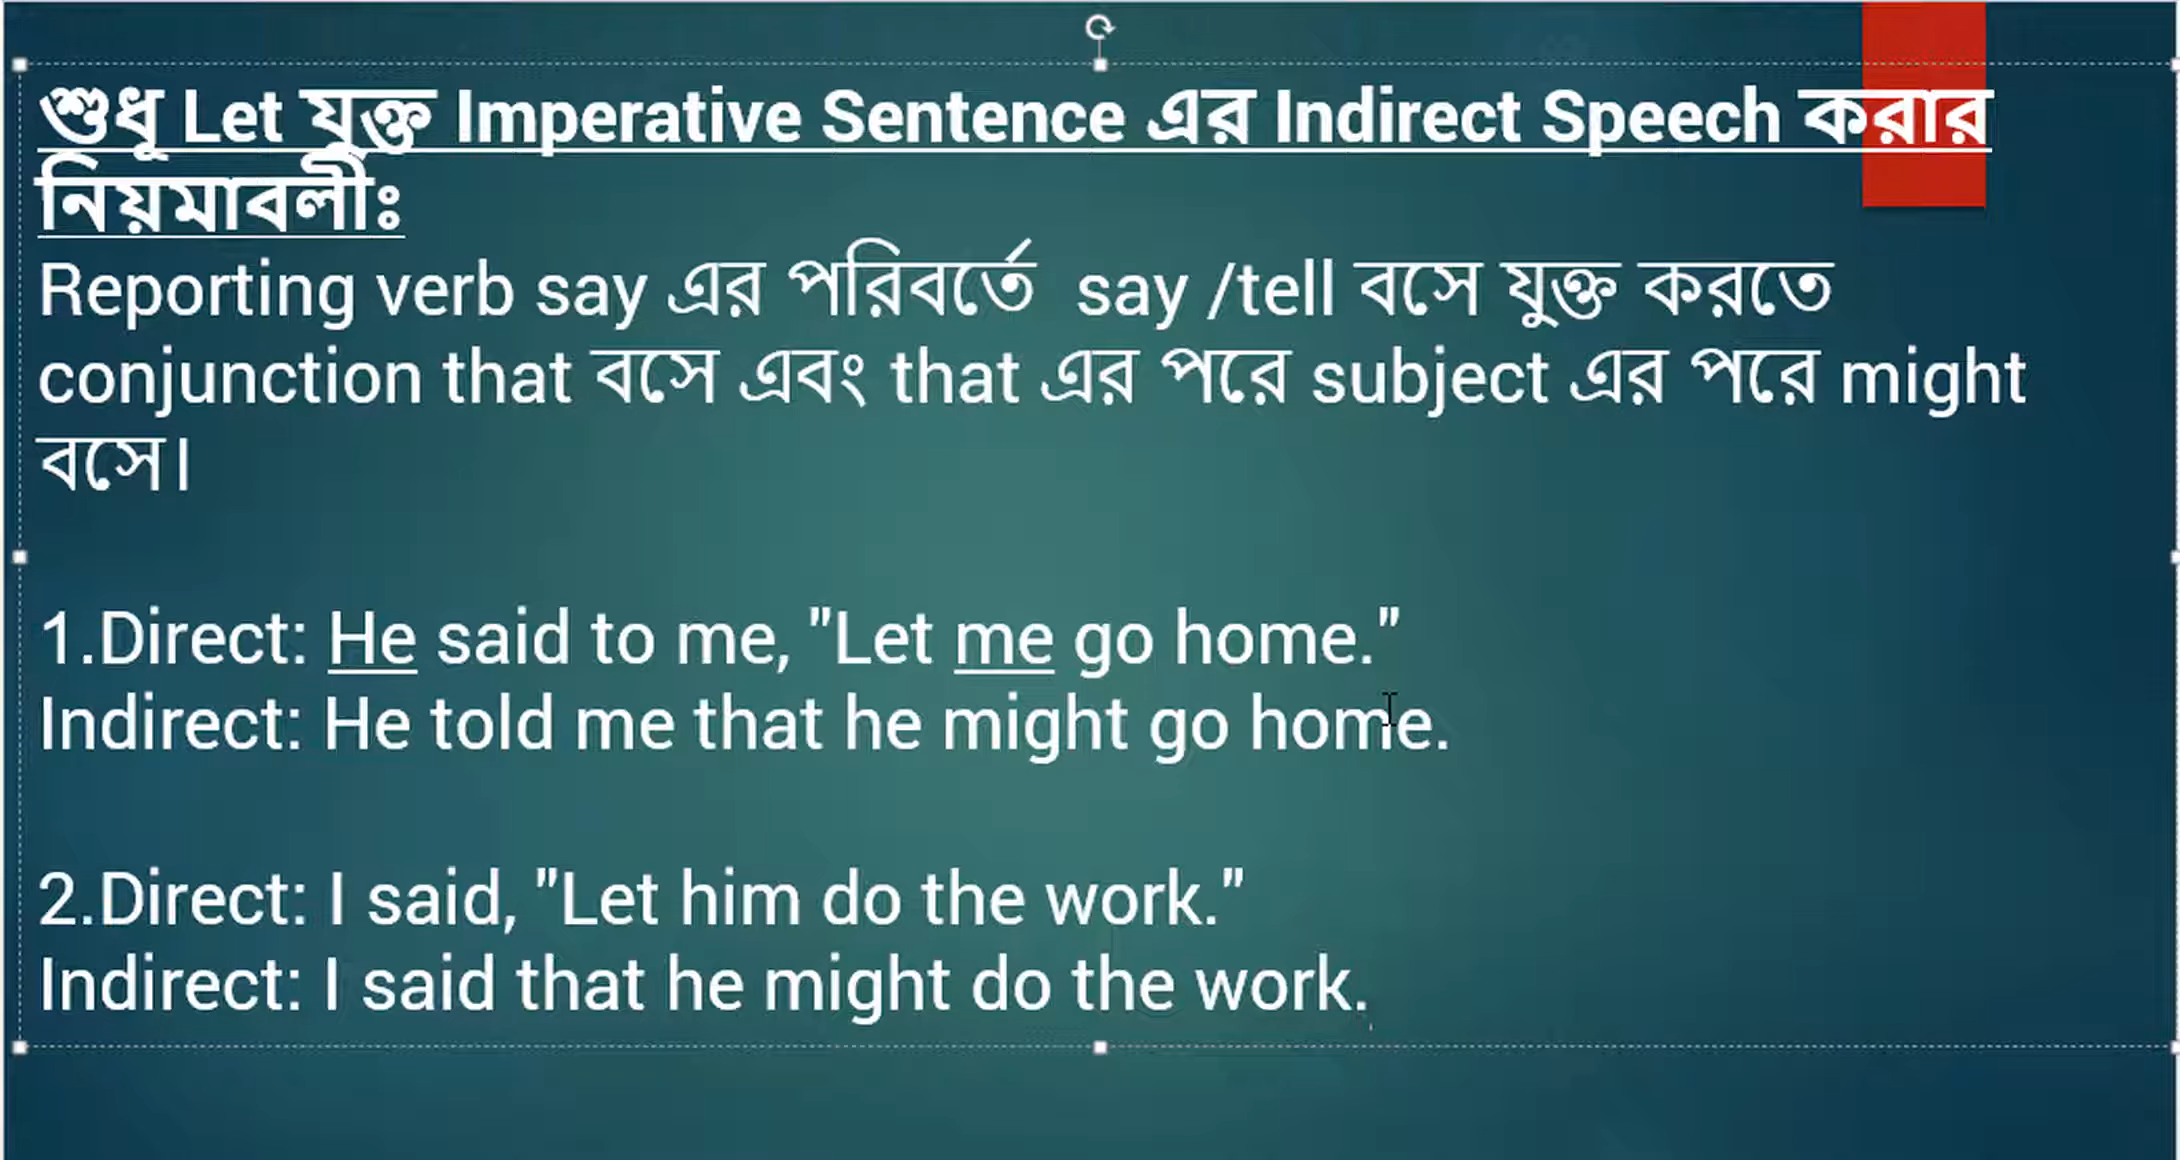 শুধু Let যুক্ত Imperative Sentence এর Indirect Speech করার
নিয়মাবলীঃ
Reporting verb say এর পরিবর্তে say /tell বসে যুক্ত করতে
conjunction that বসে এবং that এর পরে subject এর পরে might
বসে।
1.Direct: He said to me, "Let me go home."
Indirect: He told me that he might go home.
2.Direct: I said, "Let him do the work."
Indirect: I said that he might do the work.